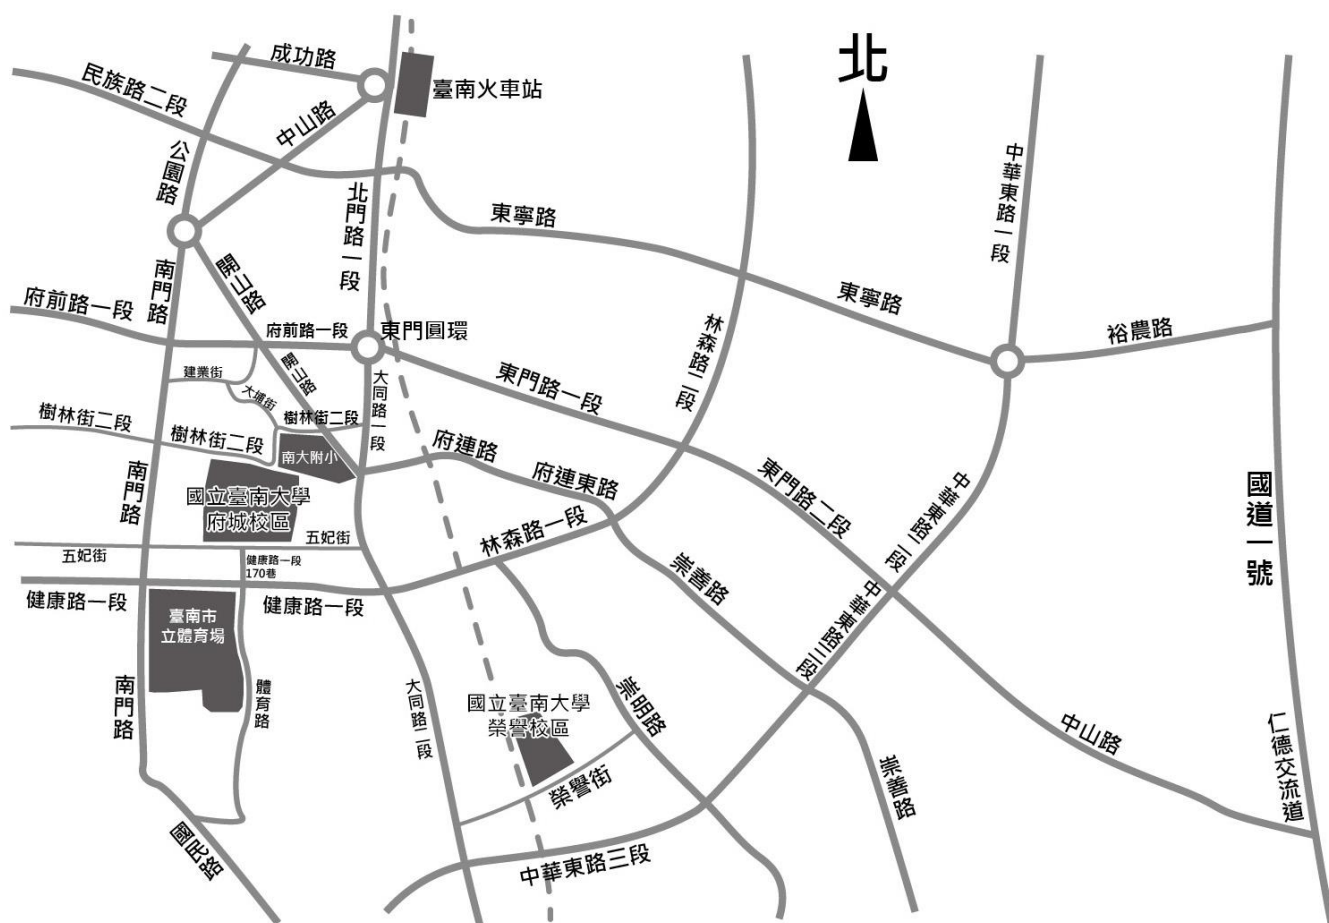 北
成功路
臺南火車站
民族路二段
中山路
公園路
北門路一段
中華東路一段
東寧路
開山路
南門路
府前路一段
府前路一段
東門圓環
東寧路
裕農路
林森路二段
建業街
開山路
大同路一段
東門路一段
大埔街
樹林街二段
樹林街二段
樹林街二段
南大附小
府連路
府連東路
東門路二段
中華東路二段
國道一號
南門路
國立臺南大學
府城校區
五妃街
五妃街
林森路一段
健康路一段
170巷
崇善路
中華東路三段
健康路一段
健康路一段
臺南市
立體育場
南門路
體育路
大同路二段
國立臺南大學
榮譽校區
崇明路
中山路
仁德交流道
榮譽街
崇善路
國民路
中華東路三段